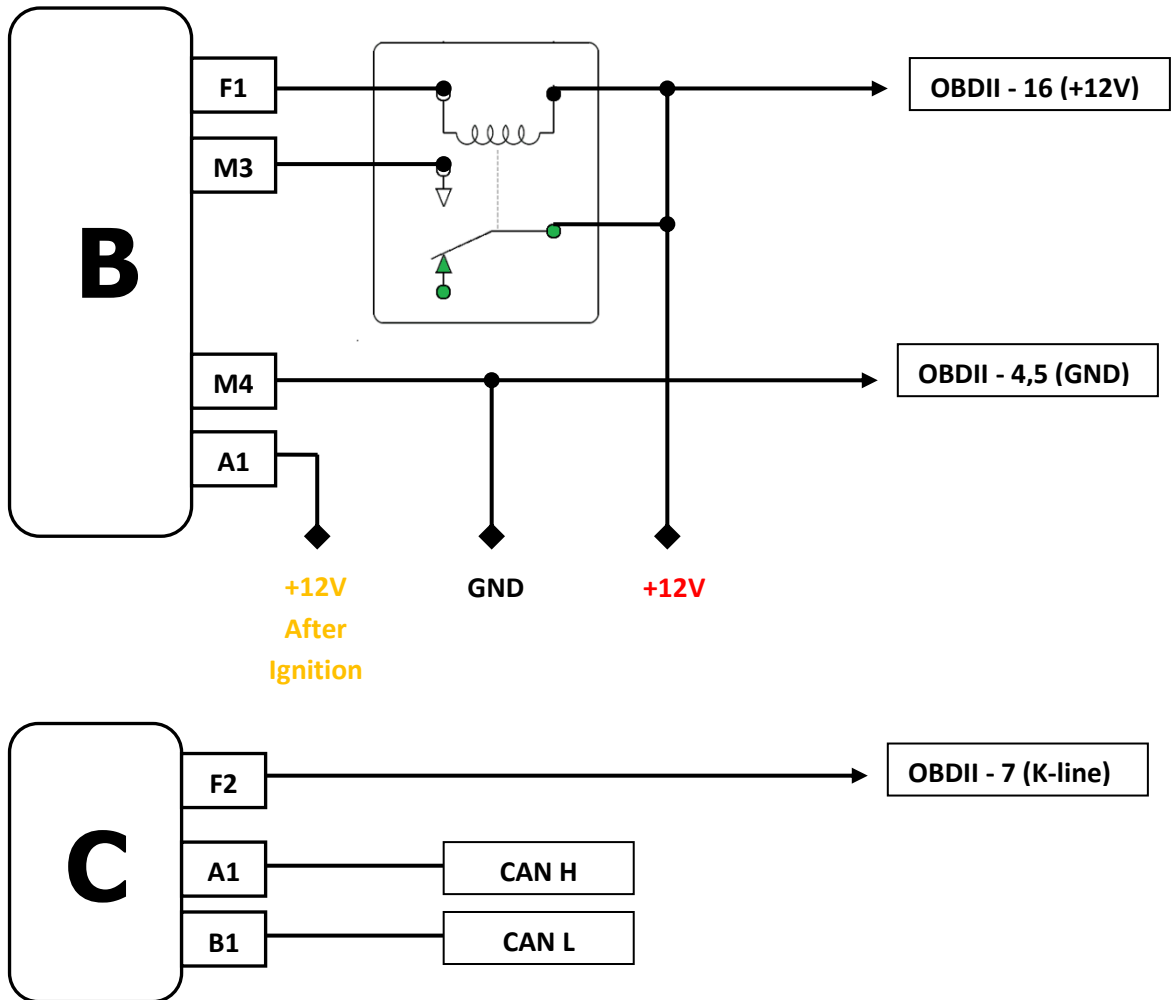 F1
OBDII - 16 (+12V)
M3
B
M4
OBDII - 4,5 (GND)
A1
+12V
After
Ignition
GND
+12V
F2
OBDII - 7 (K-line)
C
A1
CAN H
B1
CAN L